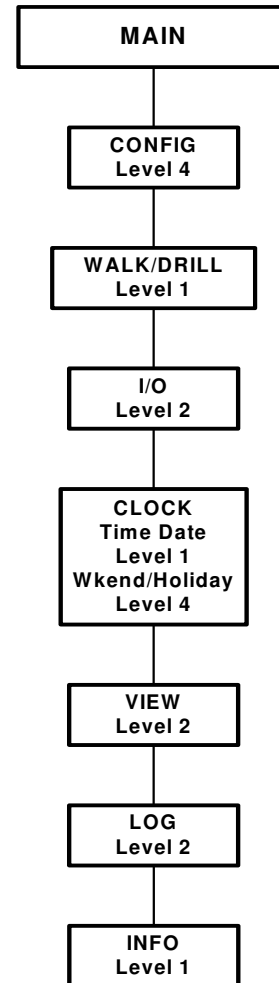 MAIN
CONFIG
Level 4
WALK/DRILL
Level 1
I/O
Level 2
CLOCK
Time Date
Level 1
Wkend/Holiday
Level 4
VIEW
Level 2
LOG
Level 2
INFO
Level 1